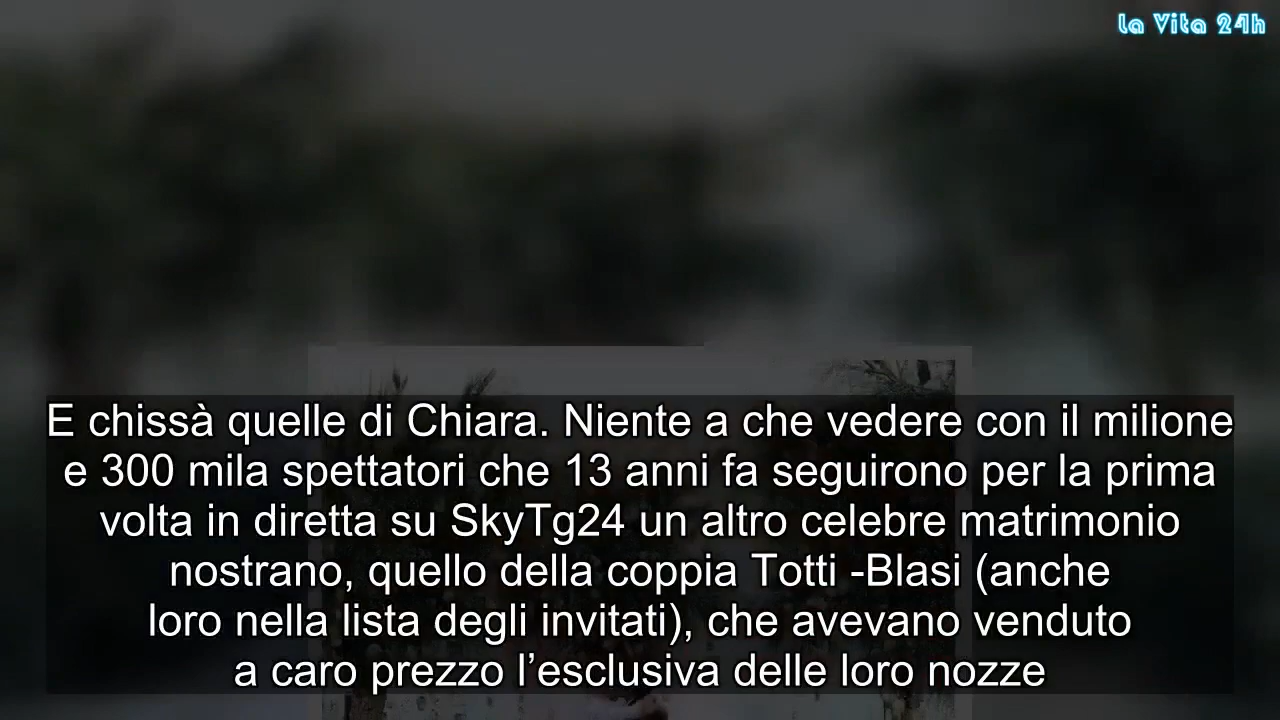 La Vita 24h
E chissà quelle di Chiara. Niente a che vedere con il milione
e 300 mila spettatori che 13 anni fa seguirono per la prima
volta in diretta su SkyTg24 un altro celebre matrimonio
nostrano, quello della coppia Totti -Blasi (anche
loro nella lista degli invitati), che avevano venduto
a caro prezzo l’esclusiva delle loro nozze